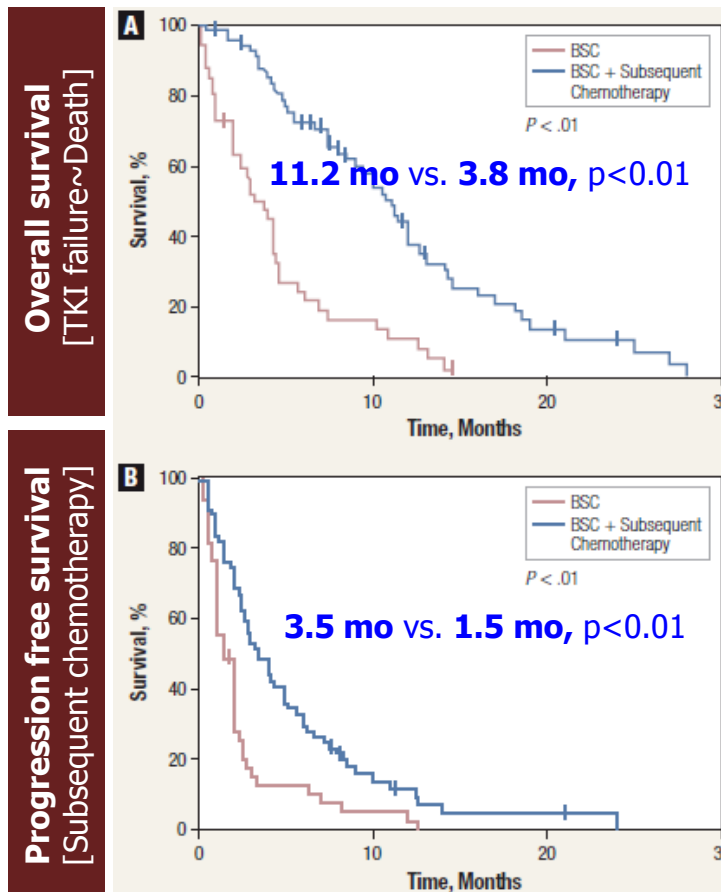 Overall survival
[TKI failure~Death]
A
100
80
60
40
20
0
Survival, %
BSC
BSC + Subsequent
Chemotherapy
P < .01
11.2 mo vs. 3.8 mo, p<0.01
0
10
20
3
Time, Months
Progression free survival
[Subsequent chemotherapy]
B
100
80
60
40
20
0
Survival, %
BSC
BSC + Subsequent
Chemotherapy
P < .01
3.5 mo vs. 1.5 mo, p<0.01
0
10
20
3
Time, Months